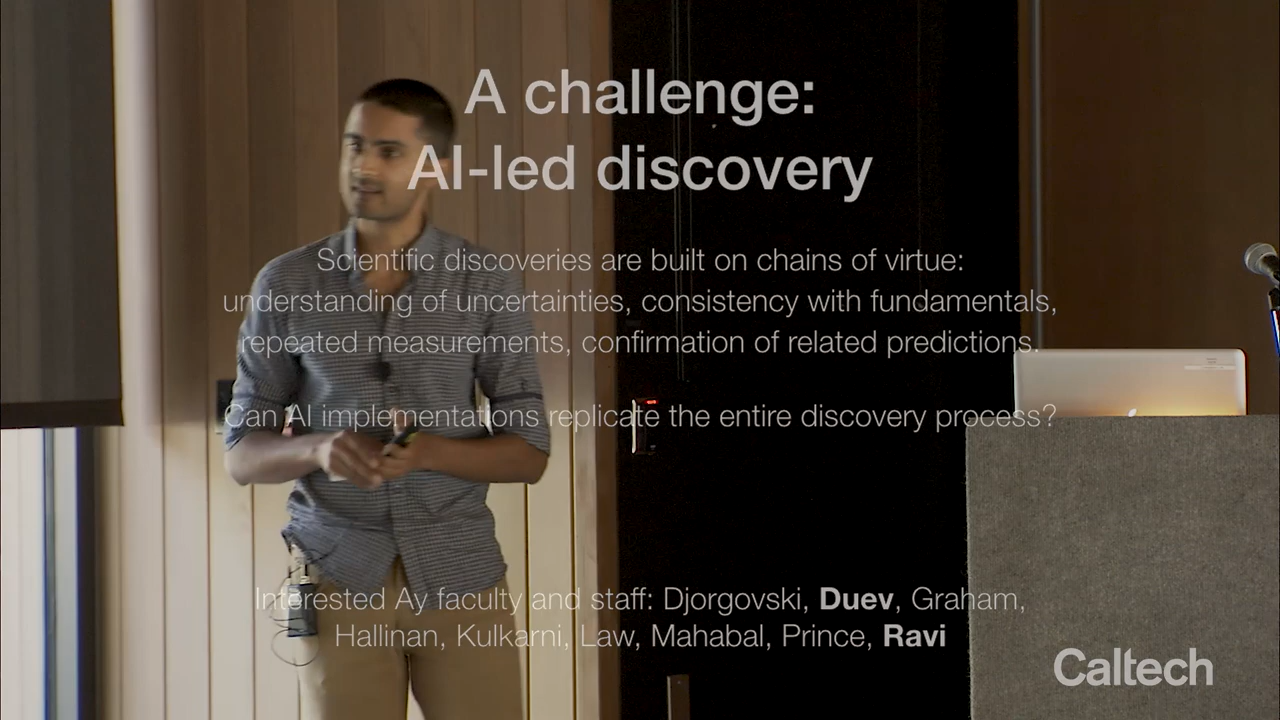 A challenge:
AI-led discovery
Scientific discoveries are built on chains of virtue:
understanding of uncertainties, consistency with fundamentals,
repeated measurements, confirmation of related predictions.
Can AI implementations replicate the entire discovery process?
Interested Ay faculty and staff: Djorgovski, Duev, Graham,
Hallinan, Kulkarni, Law, Mahabal, Prince, Ravi
Caltech